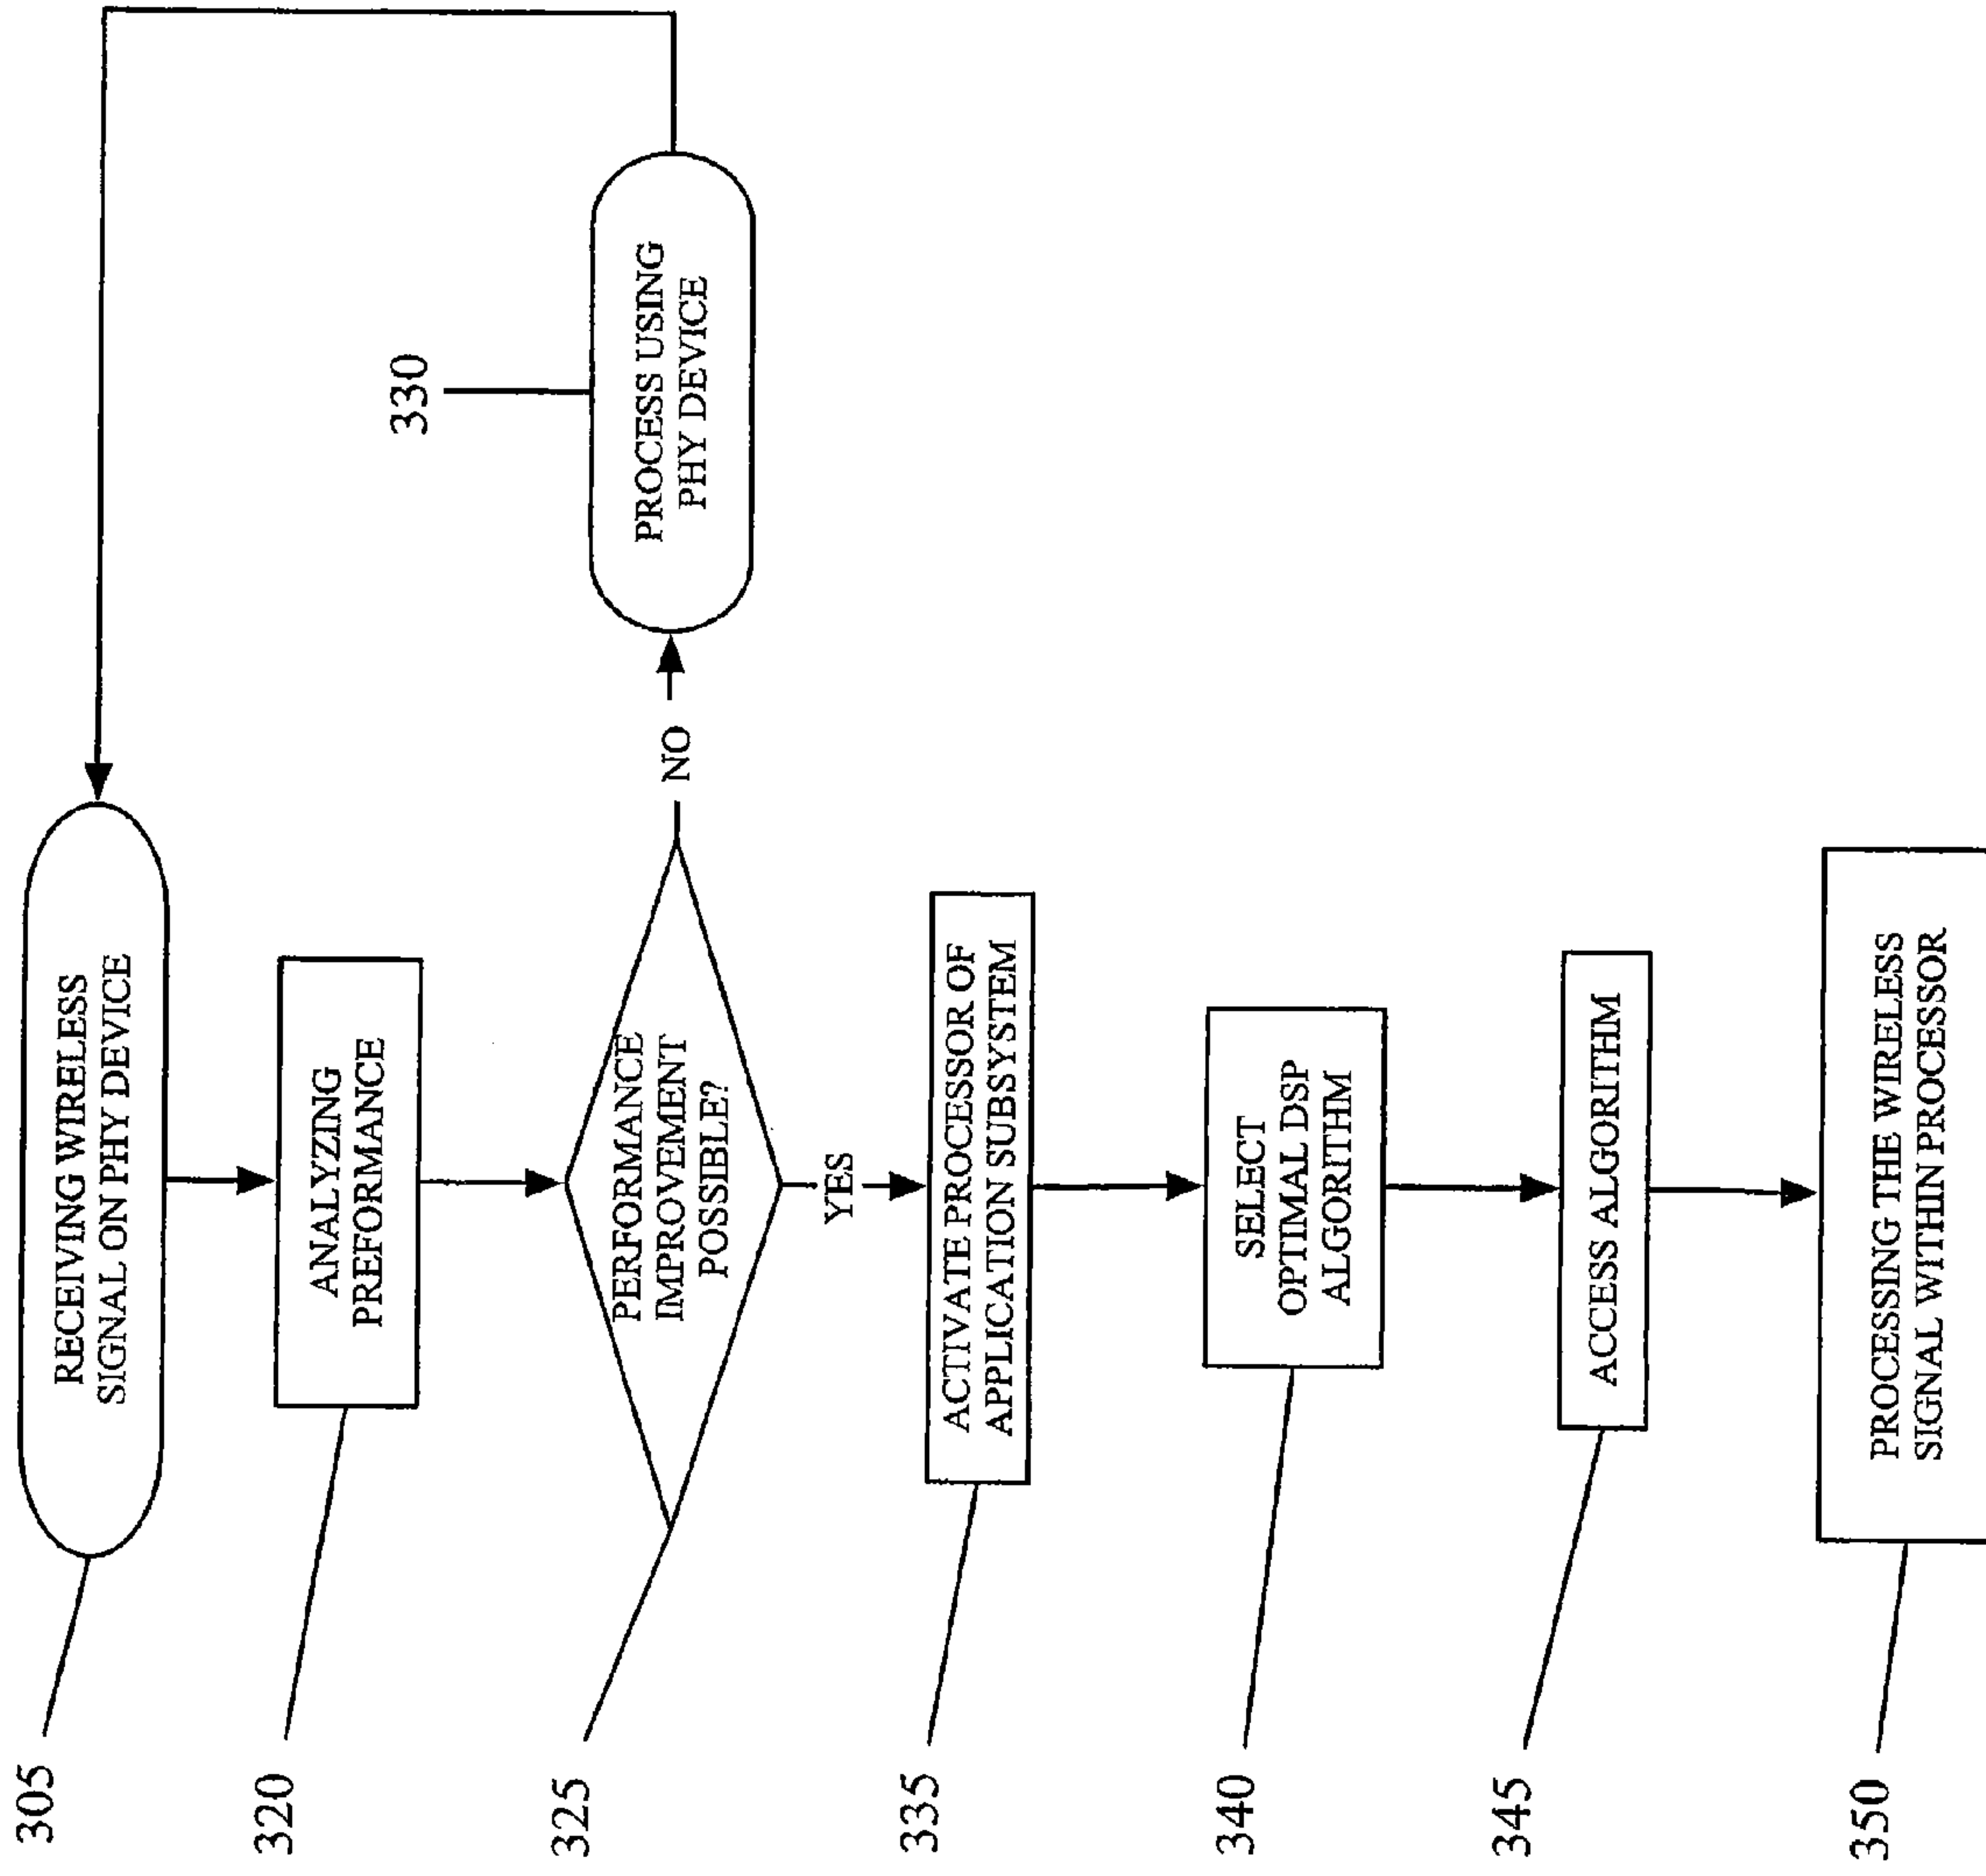 305
RECEIVING WIRELESS
SIGNAL ON PHY DEVICE
320
ANALYZING
PREFORMANCE
325
PERFORMANCE
IMPROVEMENT
POSSIBLE?
NO
330
PROCESS USING
PHY DEVICE
YES
335
ACTIVATE PROCESSOR OF
APPLICATION SUBSYSTEM
340
SELECT
OPTIMAL DSP
ALGORITHM
345
ACCESS ALGORITHM
350
PROCESSING THE WIRELESS
SIGNAL WITHIN PROCESSOR